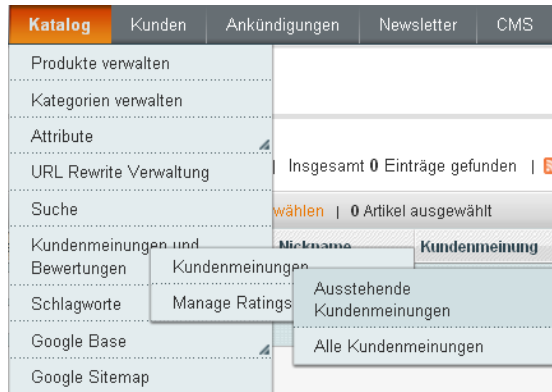 Katalog Kunden Ankündigungen Newsletter CMS
Produkte verwalten
Kategorien verwalten
Attribute
URL Rewrite Verwaltung
| Insgesamt 0 Einträge gefunden |
Suche
wählen | 0 Artikel ausgewählt
Kundenmeinungen und
Bewertungen
Nickname Kundenmeinung
Kundenmeinungen
Manage Ratings
Ausstehende
Kundenmeinungen
Alle Kundenmeinungen
Schlagworte
Google Base
Google Sitemap